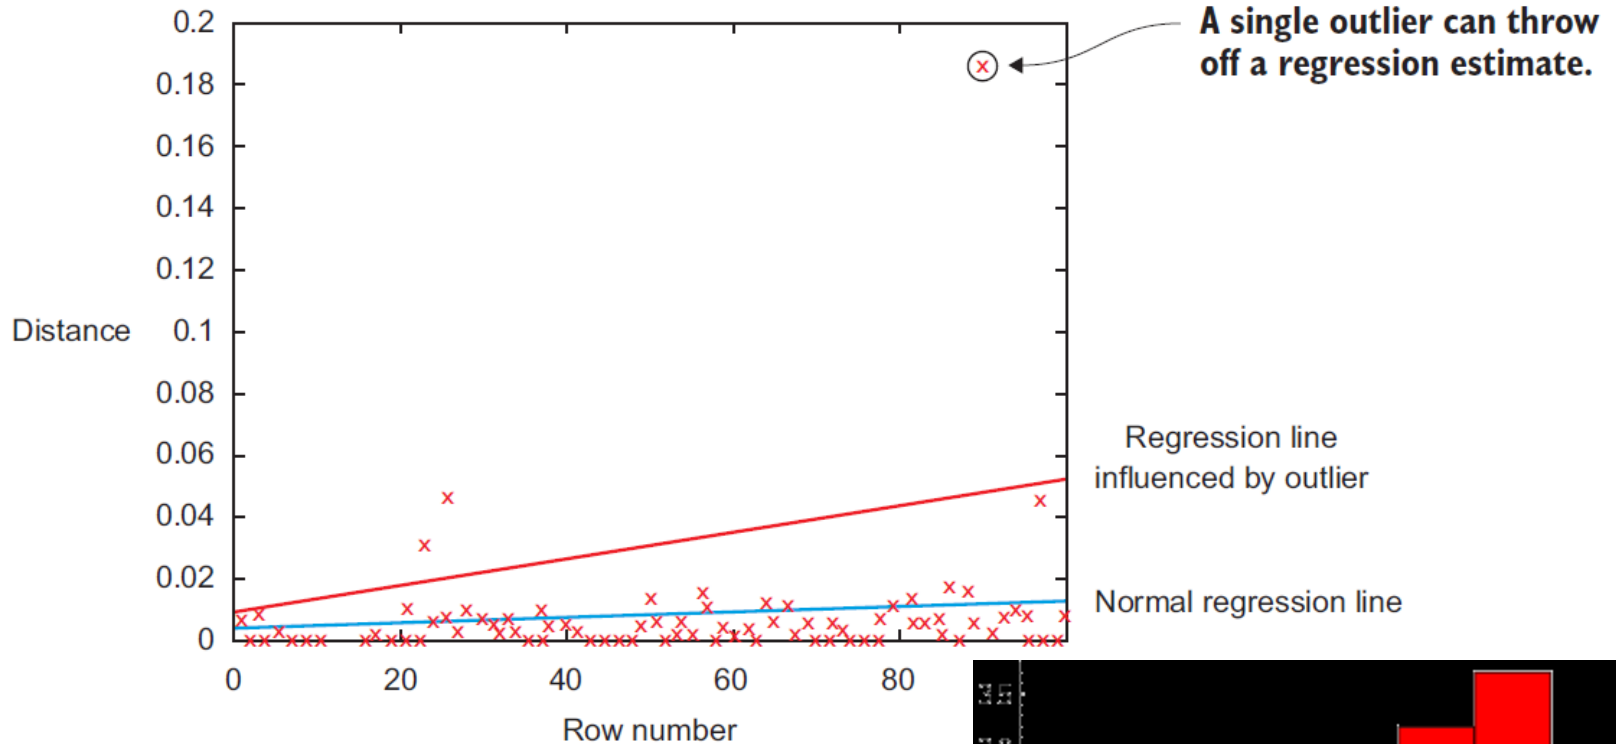 A single outlier can throw
off a regression estimate.
0.2
0.18
0.16
0.14
0.12
0.1
0.08
0.06
0.04
0.02
0
Distance
Regression line
influenced by outlier
Normal regression line
0
20
40
60
80
Row number
35